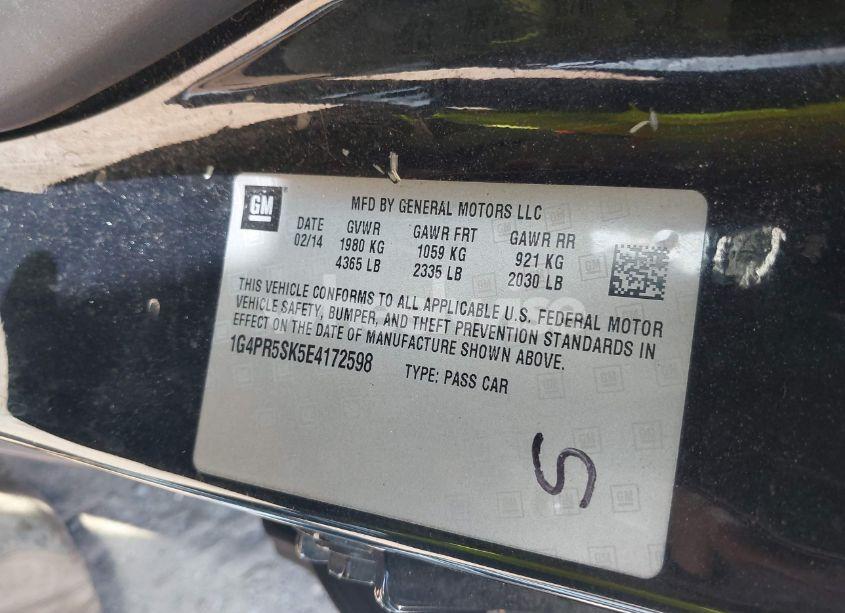 GM
MFD BY GENERAL MOTORS LLC
DATE GVWR GAWR FRT GAWR RR
02/14 1980 KG 1059 KG 921 KG
4365 LB 2335 LB 2030 LB
THIS VEHICLE CONFORMS TO ALL APPLICABLE U.S. FEDERAL MOTOR
VEHICLE SAFETY, BUMPER, AND THEFT PREVENTION STANDARDS IN
EFFECT ON THE DATE OF MANUFACTURE SHOWN ABOVE.
1G4PR5SK5E4172598 TYPE: PASS CAR
S